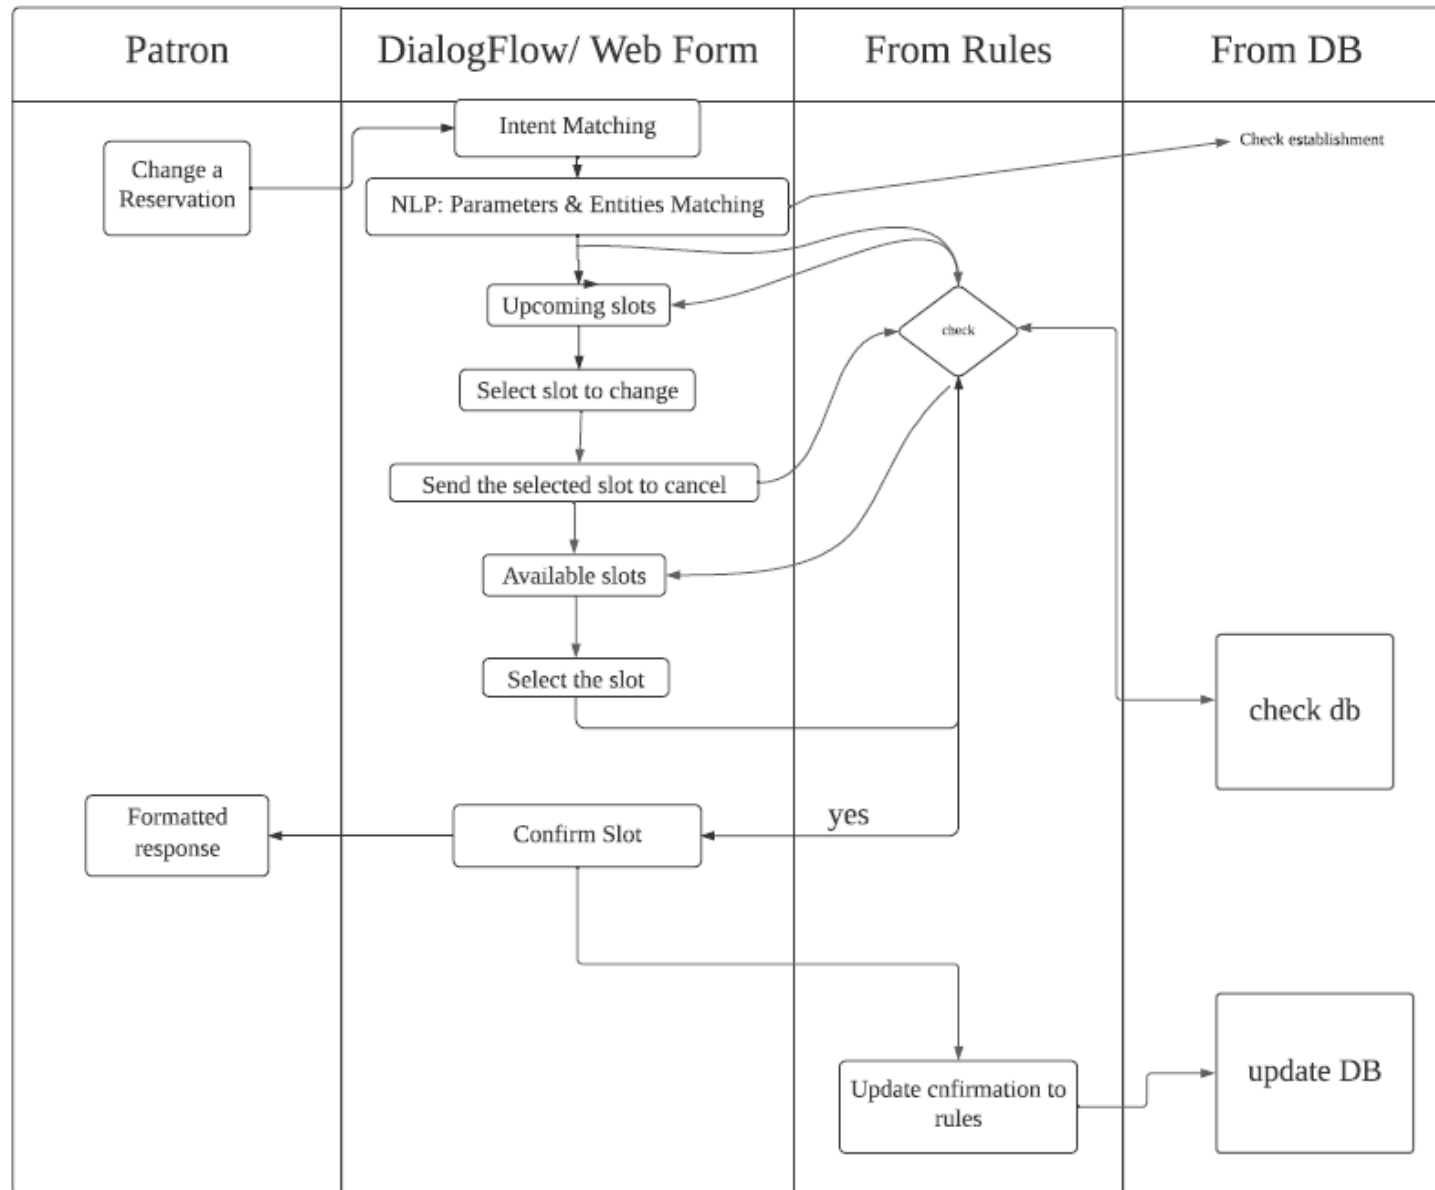 Patron
DialogFlow/ Web Form
From Rules
From DB
Intent Matching
Check establishment
Change a
Reservation
NLP: Parameters & Entities Matching
Upcoming slots
check
Select slot to change
Send the selected slot to cancel
Available slots
Select the slot
check db
Formatted
response
Confirm Slot
yes
Update cnfirmation to
rules
update DB